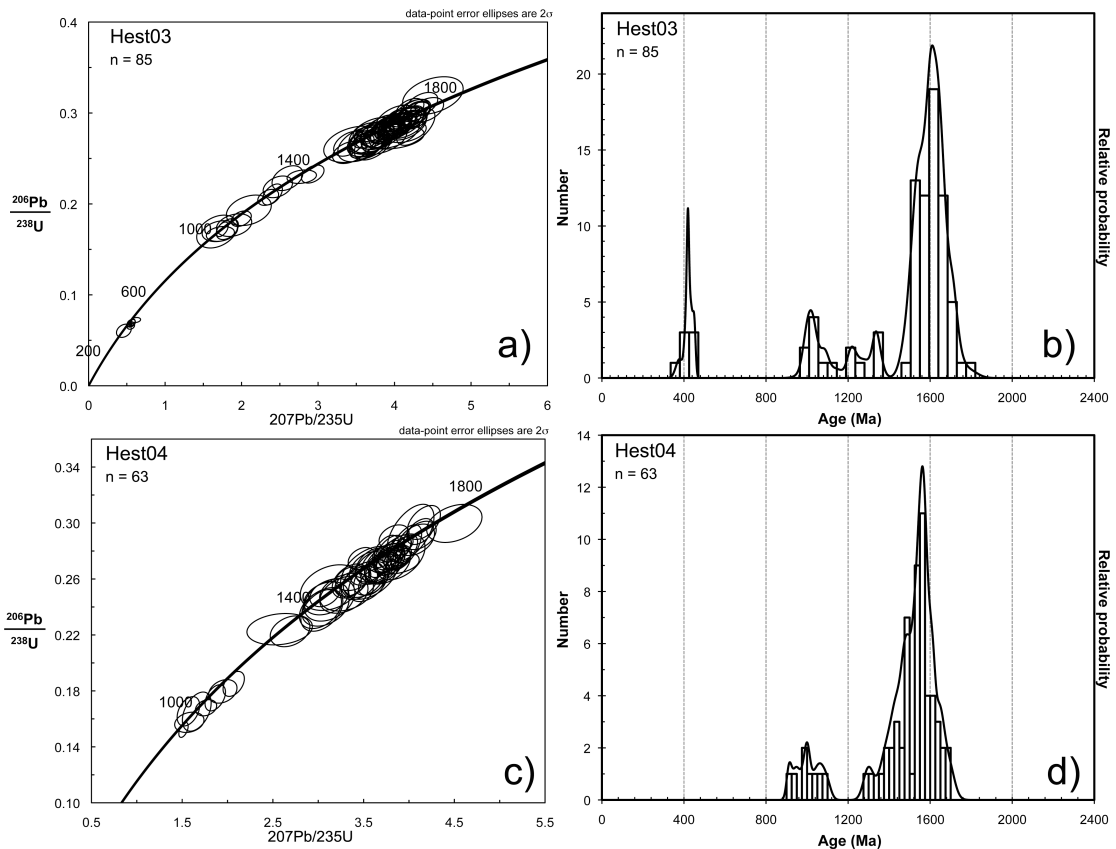 data-point error ellipses are 2σ
Hest03
n = 85
0.4
0.3
0.2
0.1
0.0
206Pb
238U
200
600
1000
1400
1800
a)
0 1 2 3 4 5 6
207Pb/235U
Hest03
n = 85
Number
20
15
10
5
0
Relative probability
b)
0 400 800 1200 1600 2000 2400
Age (Ma)
data-point error ellipses are 2σ
Hest04
n = 63
0.34
0.30
0.26
0.22
0.18
0.14
0.10
206Pb
238U
1000
1400
1800
c)
0.5 1.5 2.5 3.5 4.5 5.5
207Pb/235U
Hest04
n = 63
Number
14
12
10
8
6
4
2
0
Relative probability
d)
0 400 800 1200 1600 2000 2400
Age (Ma)